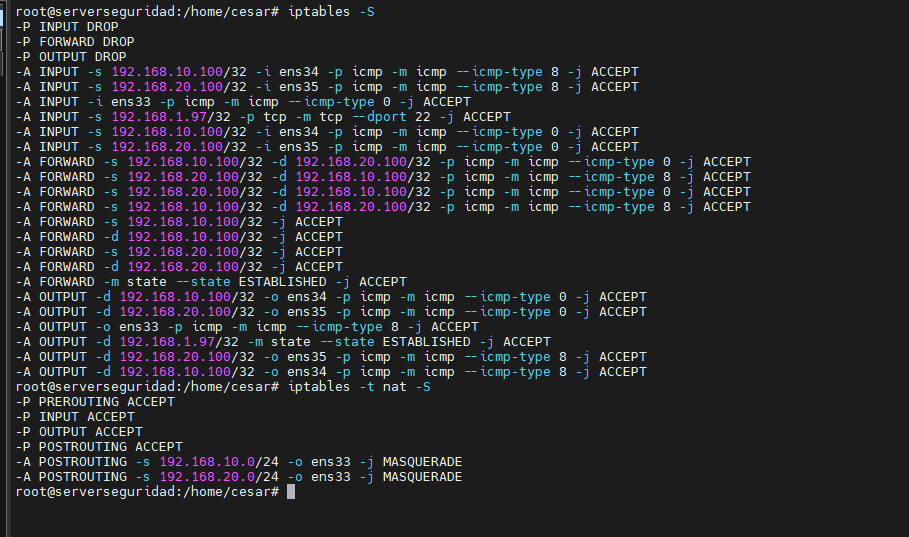 root@serverseguridad:/home/cesar# iptables -S
-P INPUT DROP
-P FORWARD DROP
-P OUTPUT DROP
-A INPUT -s 192.168.10.100/32 -i ens34 -p icmp -m icmp --icmp-type 8 -j ACCEPT
-A INPUT -s 192.168.20.100/32 -i ens35 -p icmp -m icmp --icmp-type 8 -j ACCEPT
-A INPUT -i ens33 -p icmp -m icmp --icmp-type 0 -j ACCEPT
-A INPUT -s 192.168.1.97/32 -p tcp -m tcp --dport 22 -j ACCEPT
-A INPUT -s 192.168.10.100/32 -i ens34 -p icmp -m icmp --icmp-type 0 -j ACCEPT
-A INPUT -s 192.168.20.100/32 -i ens35 -p icmp -m icmp --icmp-type 0 -j ACCEPT
-A FORWARD -s 192.168.10.100/32 -d 192.168.20.100/32 -p icmp -m icmp --icmp-type 0 -j ACCEPT
-A FORWARD -s 192.168.20.100/32 -d 192.168.10.100/32 -p icmp -m icmp --icmp-type 8 -j ACCEPT
-A FORWARD -s 192.168.20.100/32 -d 192.168.10.100/32 -p icmp -m icmp --icmp-type 0 -j ACCEPT
-A FORWARD -s 192.168.10.100/32 -d 192.168.20.100/32 -p icmp -m icmp --icmp-type 8 -j ACCEPT
-A FORWARD -s 192.168.10.100/32 -j ACCEPT
-A FORWARD -d 192.168.10.100/32 -j ACCEPT
-A FORWARD -s 192.168.20.100/32 -j ACCEPT
-A FORWARD -d 192.168.20.100/32 -j ACCEPT
-A FORWARD -m state --state ESTABLISHED -j ACCEPT
-A OUTPUT -d 192.168.10.100/32 -o ens34 -p icmp -m icmp --icmp-type 0 -j ACCEPT
-A OUTPUT -d 192.168.20.100/32 -o ens35 -p icmp -m icmp --icmp-type 0 -j ACCEPT
-A OUTPUT -o ens33 -p icmp -m icmp --icmp-type 8 -j ACCEPT
-A OUTPUT -d 192.168.1.97/32 -m state --state ESTABLISHED -j ACCEPT
-A OUTPUT -d 192.168.20.100/32 -o ens35 -p icmp -m icmp --icmp-type 8 -j ACCEPT
-A OUTPUT -d 192.168.10.100/32 -o ens34 -p icmp -m icmp --icmp-type 8 -j ACCEPT
root@serverseguridad:/home/cesar# iptables -t nat -S
-P PREROUTING ACCEPT
-P INPUT ACCEPT
-P OUTPUT ACCEPT
-P POSTROUTING ACCEPT
-A POSTROUTING -s 192.168.10.0/24 -o ens33 -j MASQUERADE
-A POSTROUTING -s 192.168.20.0/24 -o ens33 -j MASQUERADE
root@serverseguridad:/home/cesar#